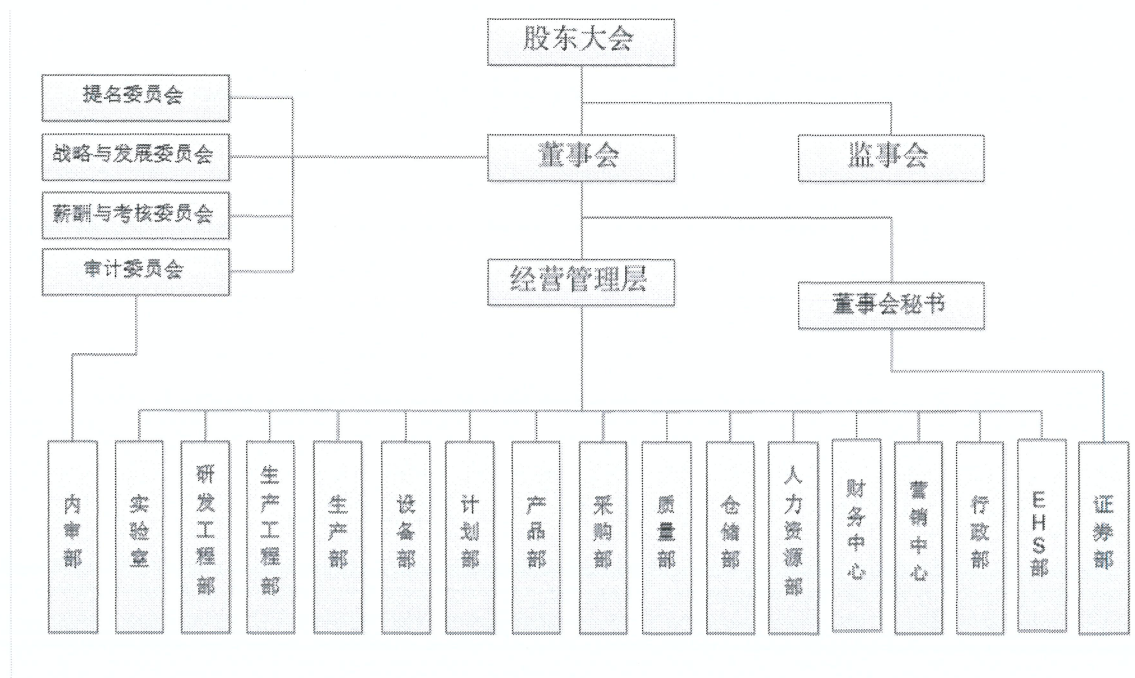 股东大会
提名委员会
战略与发展委员会
董事会
监事会
薪酬与考核委员会
审计委员会
经营管理层
董事会秘书
内审部
实验室
研发工程部
生产工程部
生产部
设备部
计划部
产品部
采购部
质量部
仓储部
人力资源部
财务中心
营销中心
行政部
EHS部
证券部